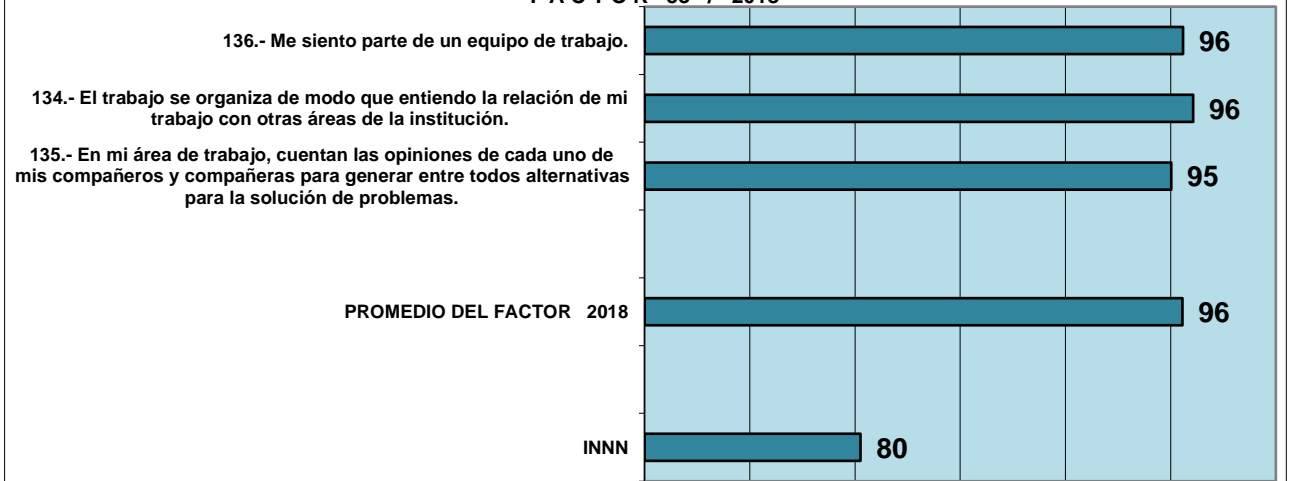 136.- Me siento parte de un equipo de trabajo.
96
134.- El trabajo se organiza de modo que entiendo la relación de mi
trabajo con otras áreas de la institución.
96
135.- En mi área de trabajo, cuentan las opiniones de cada uno de
mis compañeros y compañeras para generar entre todos alternativas
para la solución de problemas.
95
PROMEDIO DEL FACTOR 2018
96
INNN
80